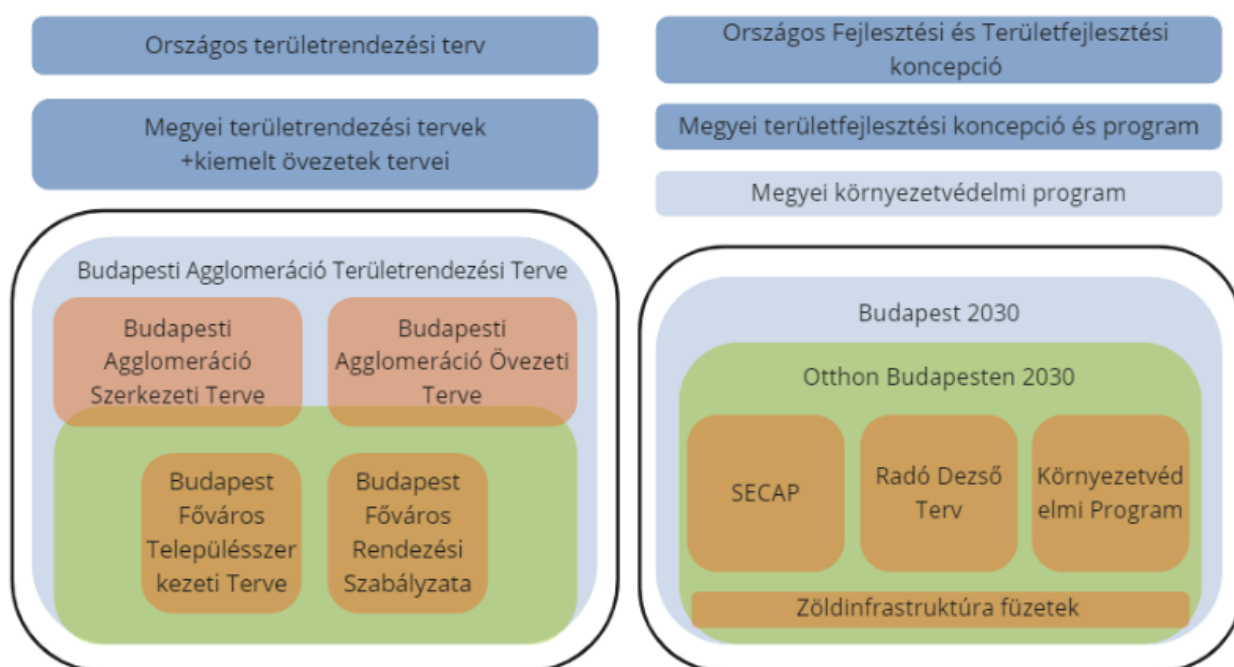 Országos területrendezési terv
Megyei területrendezési tervek
+kiemelt övezetek tervei
Budapesti Agglomeráció Területrendezési Terve
Budapesti
Agglomeráció
Szerkezeti Terve
Budapesti
Agglomeráció Övezeti
Terve
Budapest
Főváros
Településszer
kezeti Terve
Budapest
Főváros
Rendezési
Szabályzata
Országos Fejlesztési és Területfejlesztési
koncepció
Megyei területfejlesztési koncepció és program
Megyei környezetvédelmi program
Budapest 2030
Otthon Budapesten 2030
SECAP
Radó Dezső
Terv
Környezetvéd
elmi Program
Zöldinfrastruktúra füzetek